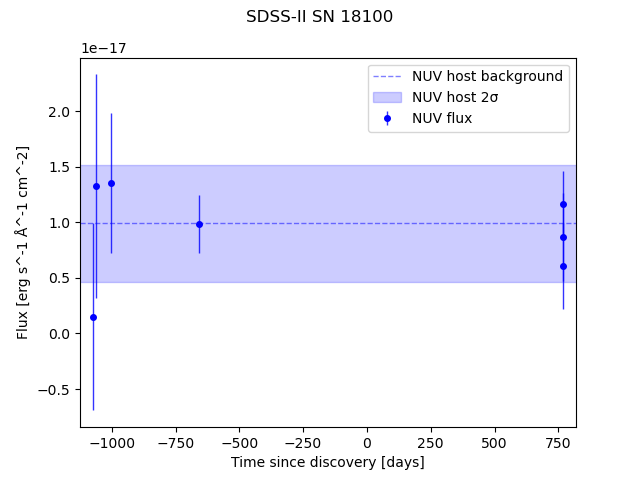 SDSS-II SN 18100
1e−17
NUV host background
NUV host 2σ
NUV flux
2.0
1.5
1.0
0.5
0.0
−0.5
Flux [erg s^-1 Å^-1 cm^-2]
−1000 −750 −500 −250 0 250 500 750
Time since discovery [days]